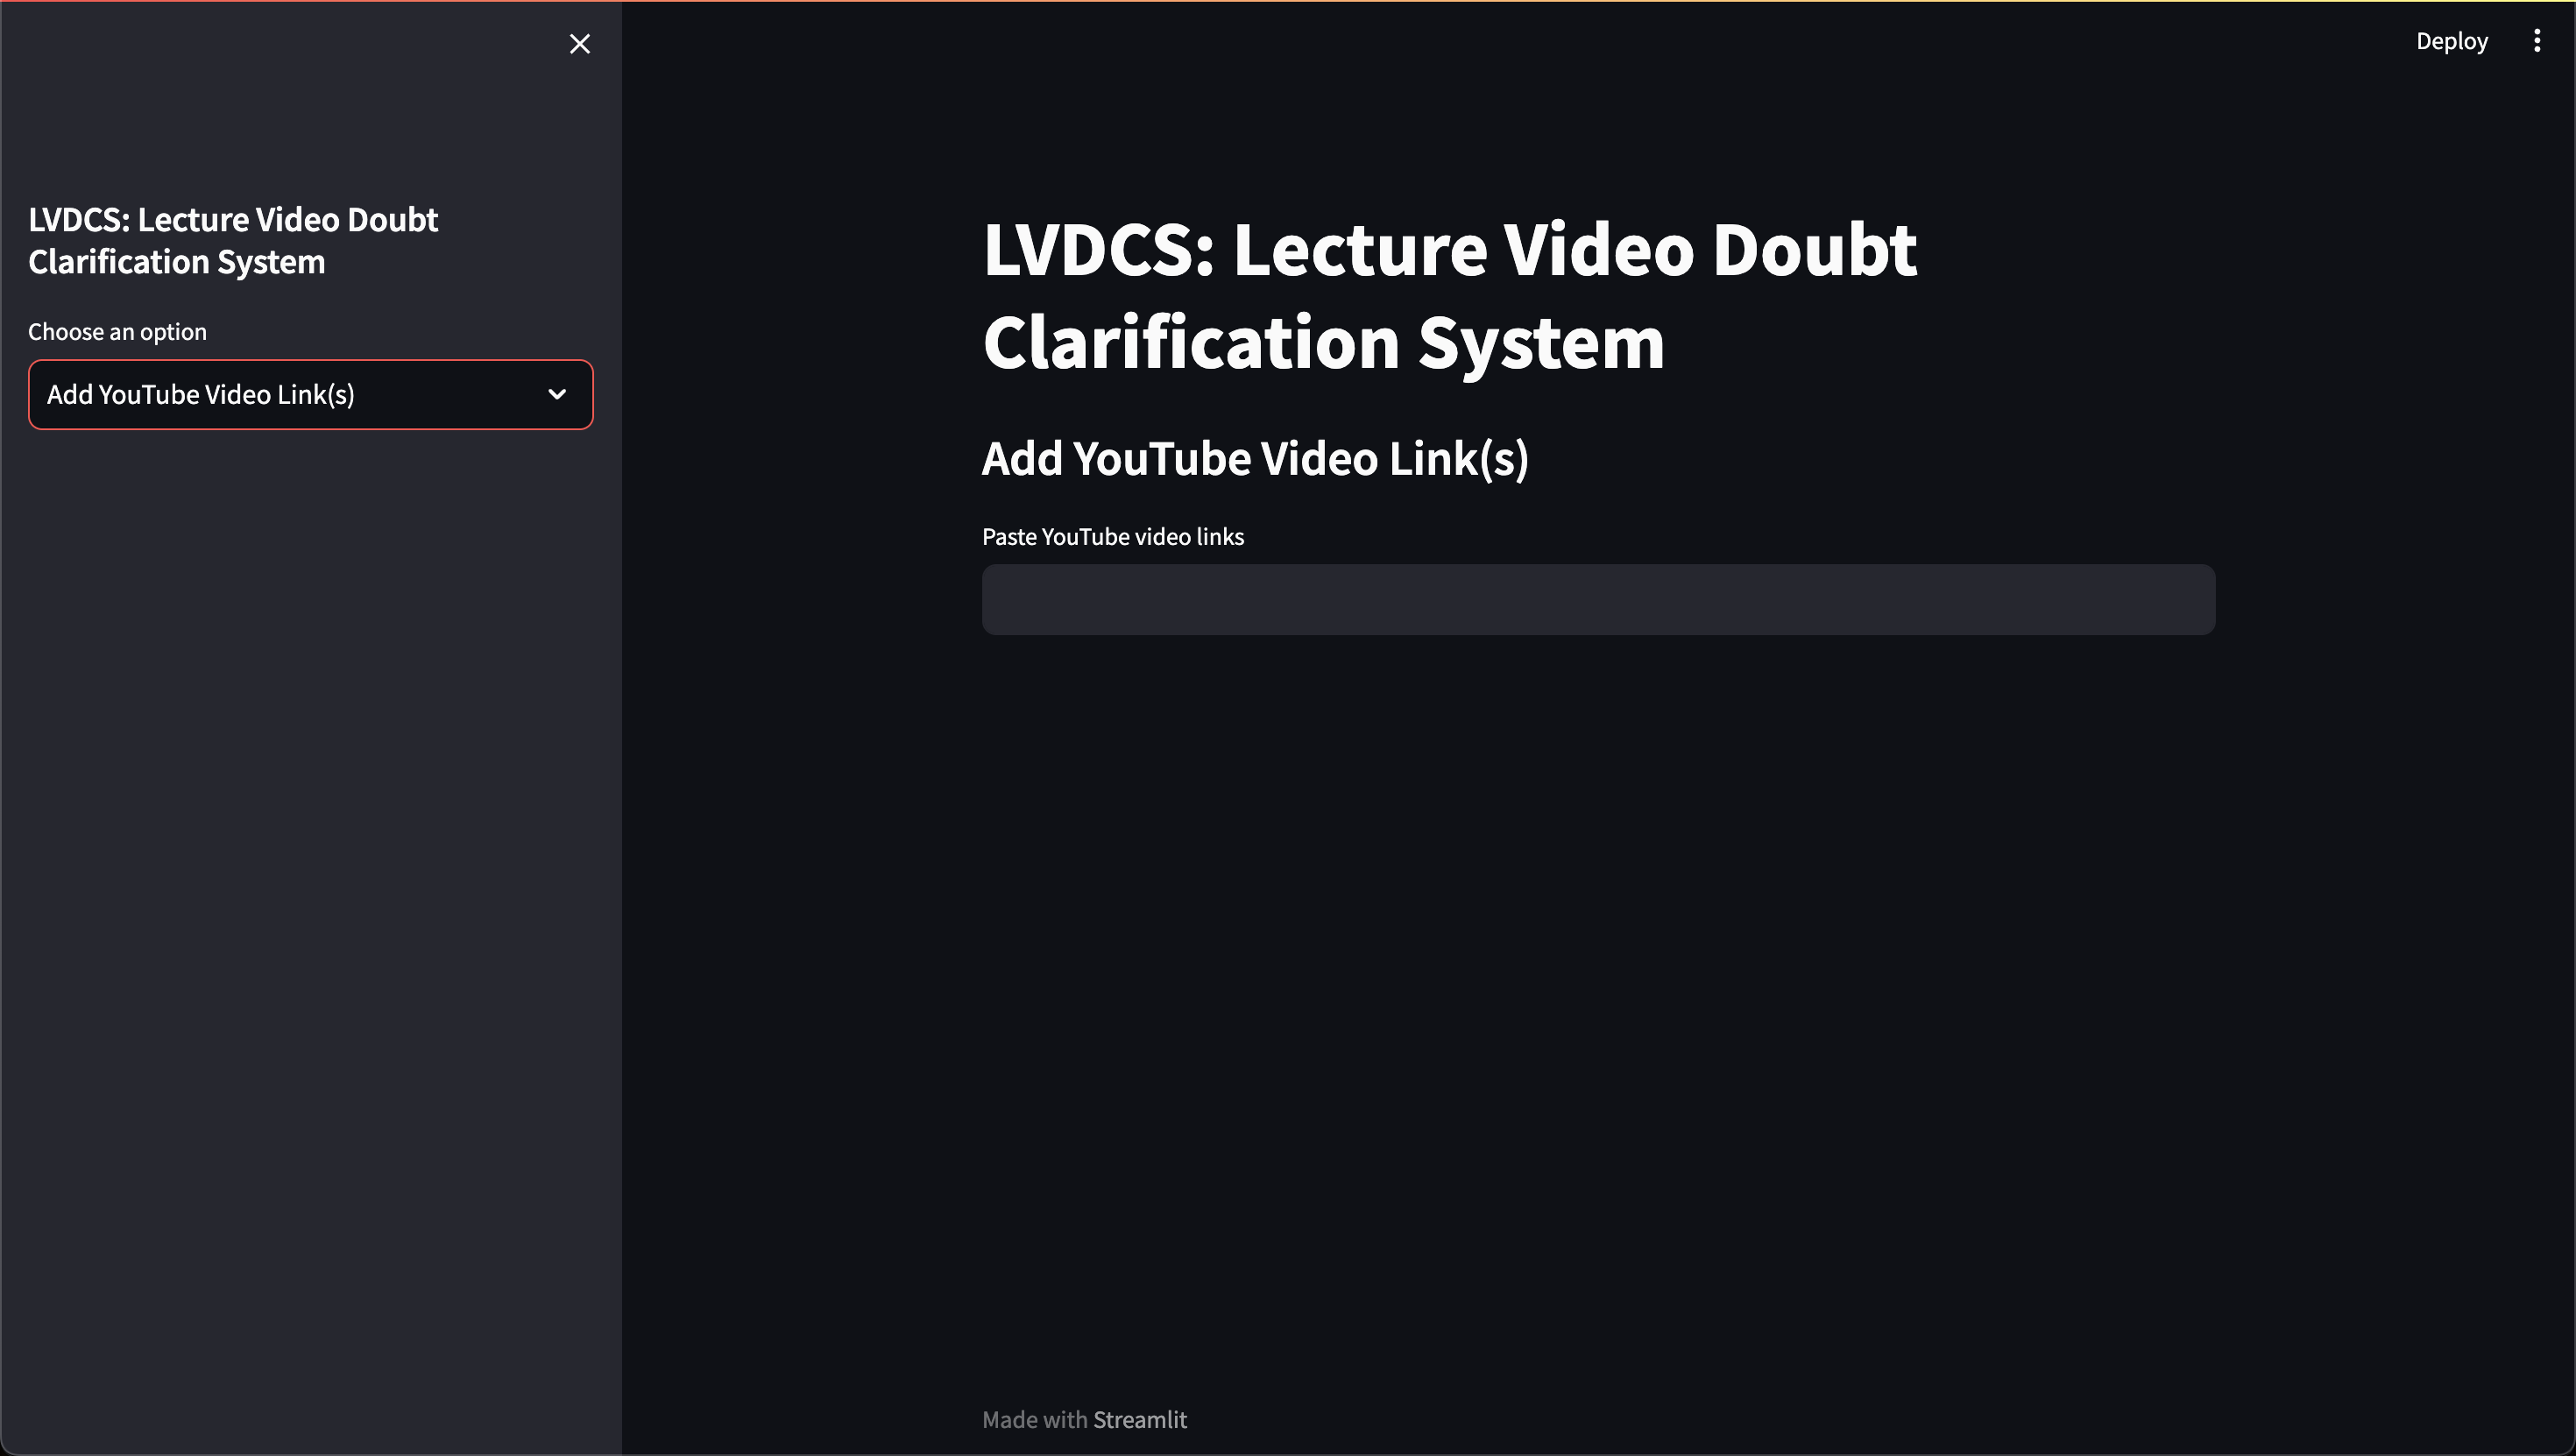 Deploy
LVDCS: Lecture Video Doubt
Clarification System
Choose an option
Add YouTube Video Link(s)
LVDCS: Lecture Video Doubt
Clarification System
Add YouTube Video Link(s)
Paste YouTube video links
Made with Streamlit